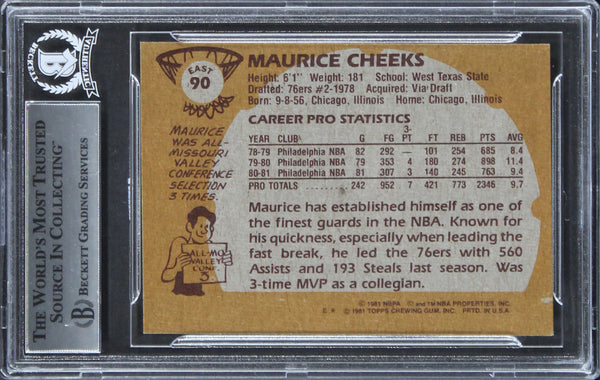 BECKETT
THE WORLD'S MOST TRUSTED
SOURCE IN COLLECTING™
BECKETT GRADING SERVICES
B
EAST
90
MAURICE CHEEKS
Height: 6'1" Weight: 181 School: West Texas State
Drafted: 76ers #2-1978 Acquired: Via Draft
Born: 9-8-56, Chicago, Illinois Home: Chicago, Illinois
CAREER PRO STATISTICS
3-
YEAR CLUB G FG PT FT REB PTS AVG
78-79 Philadelphia NBA 82 292 — 101 254 685 8.4
79-80 Philadelphia NBA 79 353 4 180 274 898 11.4
80-81 Philadelphia NBA 81 307 3 140 245 763 9.4
PRO TOTALS 242 952 7 421 773 2346 9.7
MAURICE
WAS ALL-
MISSOURI
VALLEY
CONFERENCE
SELECTION
3 TIMES.
ALL-MO.
VALLEY
CONF.
3
Maurice has established himself as one of
the finest guards in the NBA. Known for
his quickness, especially when leading the
fast break, he led the 76ers with 560
Assists and 193 Steals last season. Was
3-time MVP as a collegian.
© 1981 NBPA © and TM NBA PROPERTIES, INC.
© 1981 TOPPS CHEWING GUM, INC. PRTD. IN U.S.A.